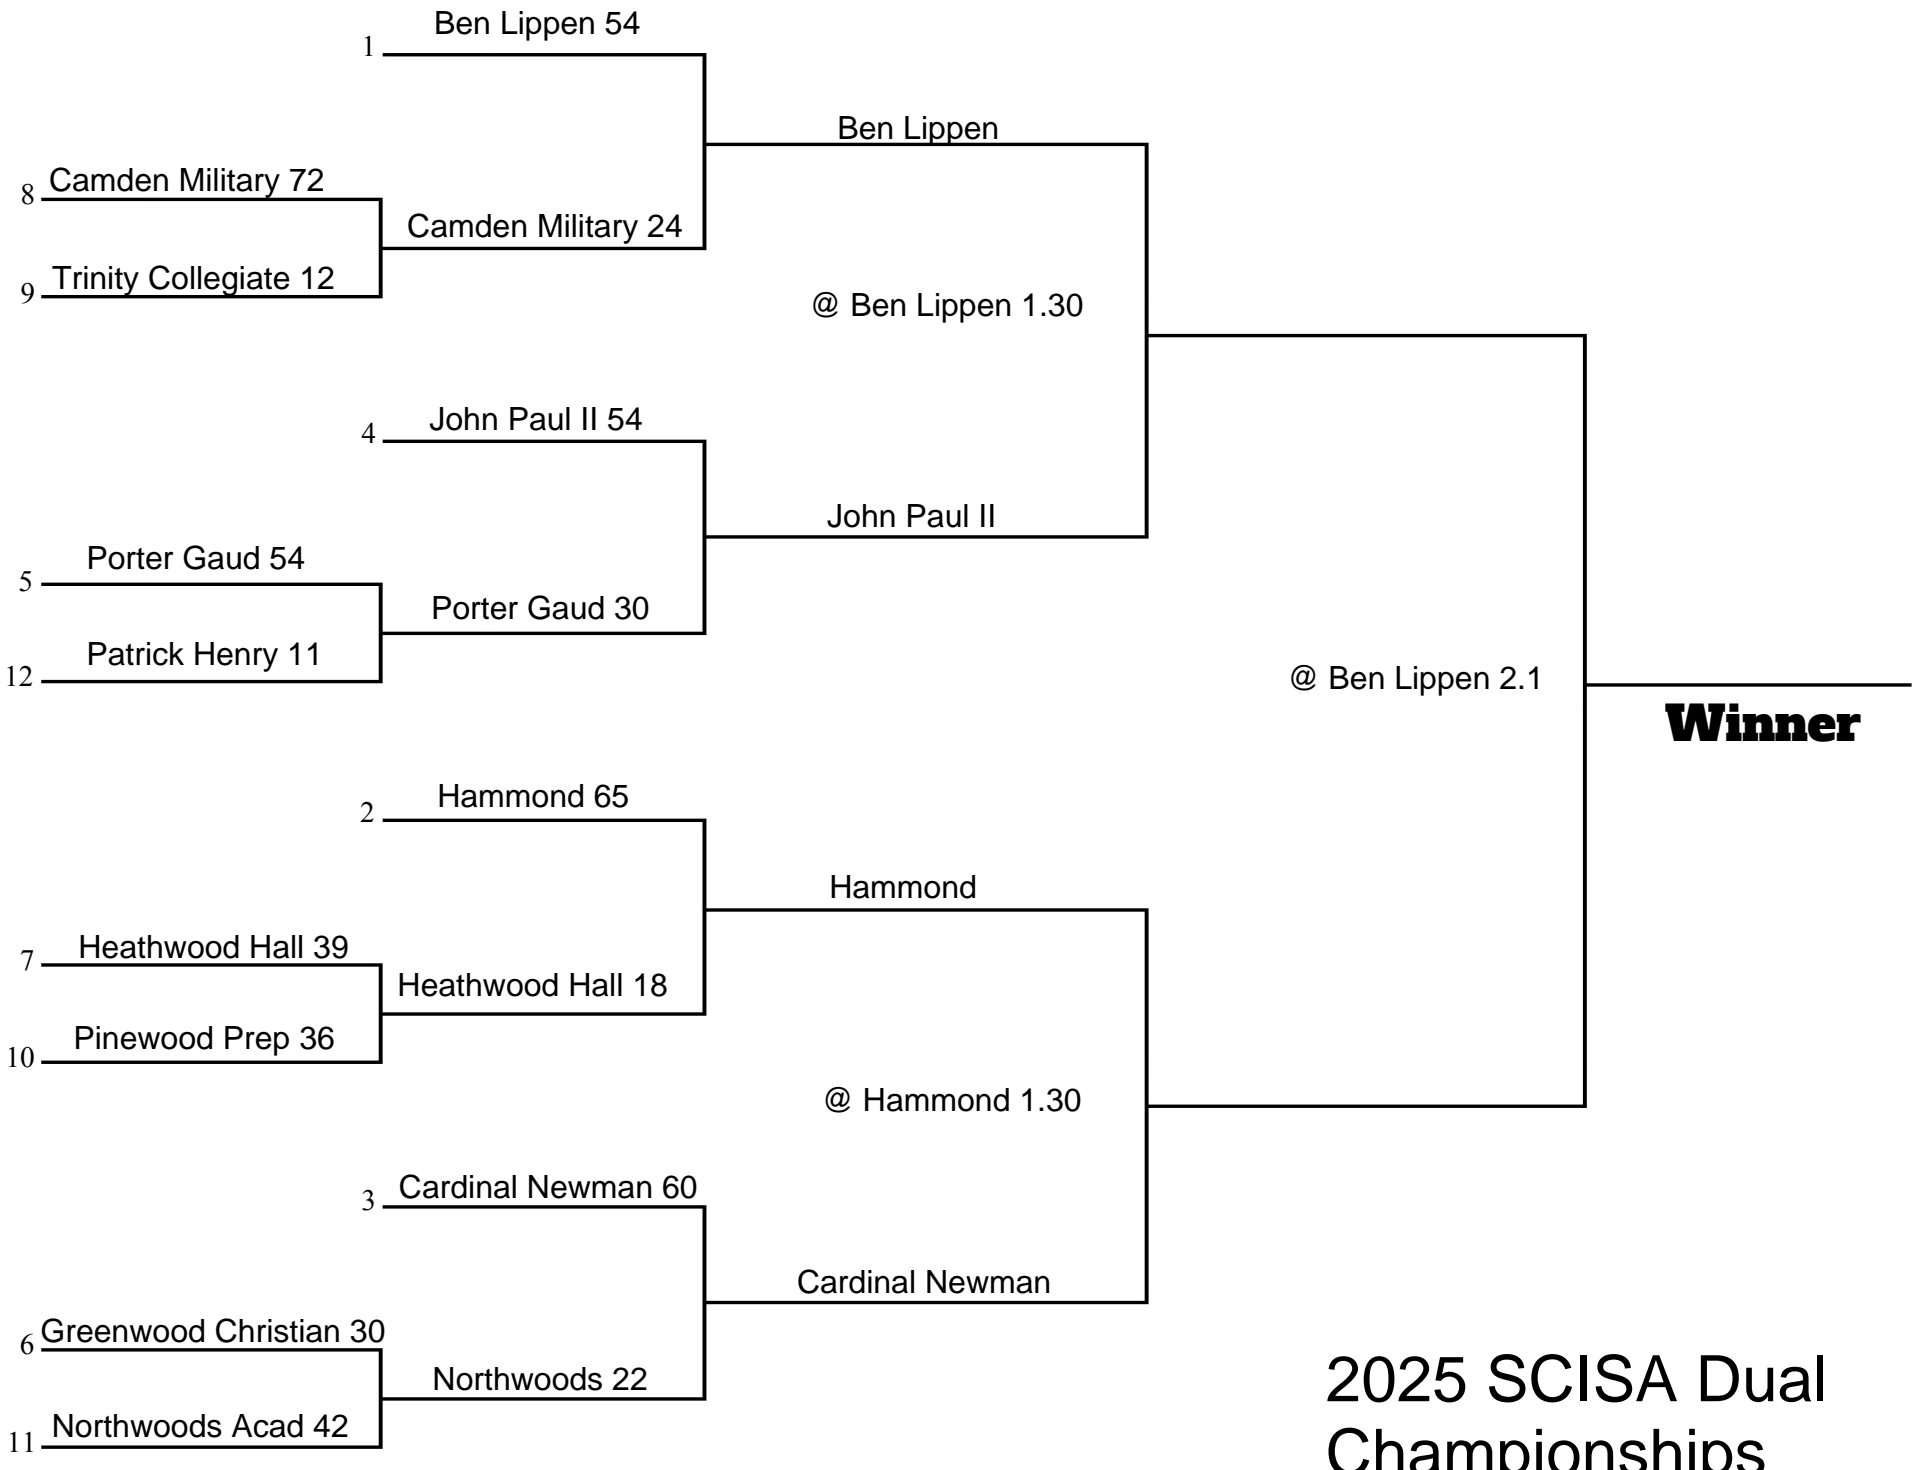 Ben Lippen 54
1
Ben Lippen
8 Camden Military 72
Camden Military 24
9 Trinity Collegiate 12
@ Ben Lippen 1.30
4 John Paul II 54
John Paul II
5 Porter Gaud 54
Porter Gaud 30
12 Patrick Henry 11
@ Ben Lippen 2.1
Winner
2 Hammond 65
Hammond
7 Heathwood Hall 39
Heathwood Hall 18
10 Pinewood Prep 36
@ Hammond 1.30
3 Cardinal Newman 60
Cardinal Newman
6 Greenwood Christian 30
Northwoods 22
11 Northwoods Acad 42
2025 SCISA Dual
Championships